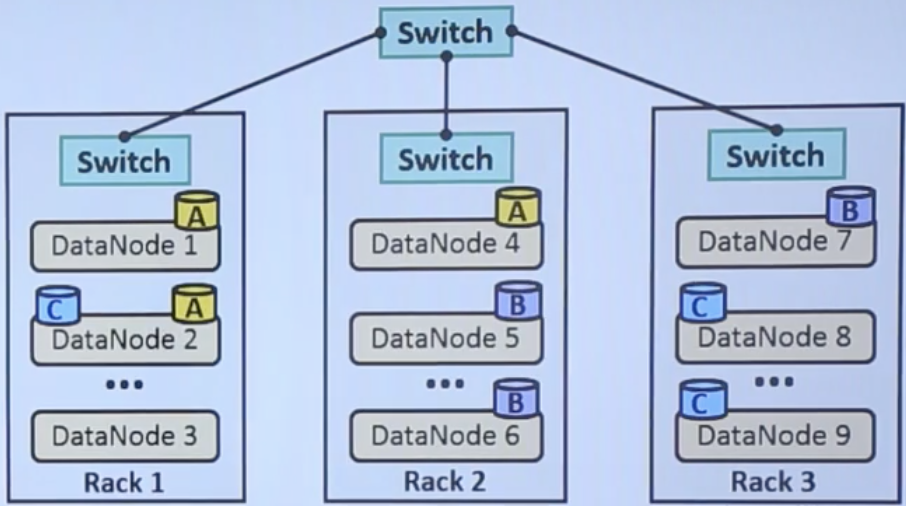 Switch
Switch
A
DataNode 1
C
A
DataNode 2
...
DataNode 3
Rack 1
Switch
A
DataNode 4
B
DataNode 5
...
B
DataNode 6
Rack 2
Switch
B
DataNode 7
C
DataNode 8
...
C
DataNode 9
Rack 3